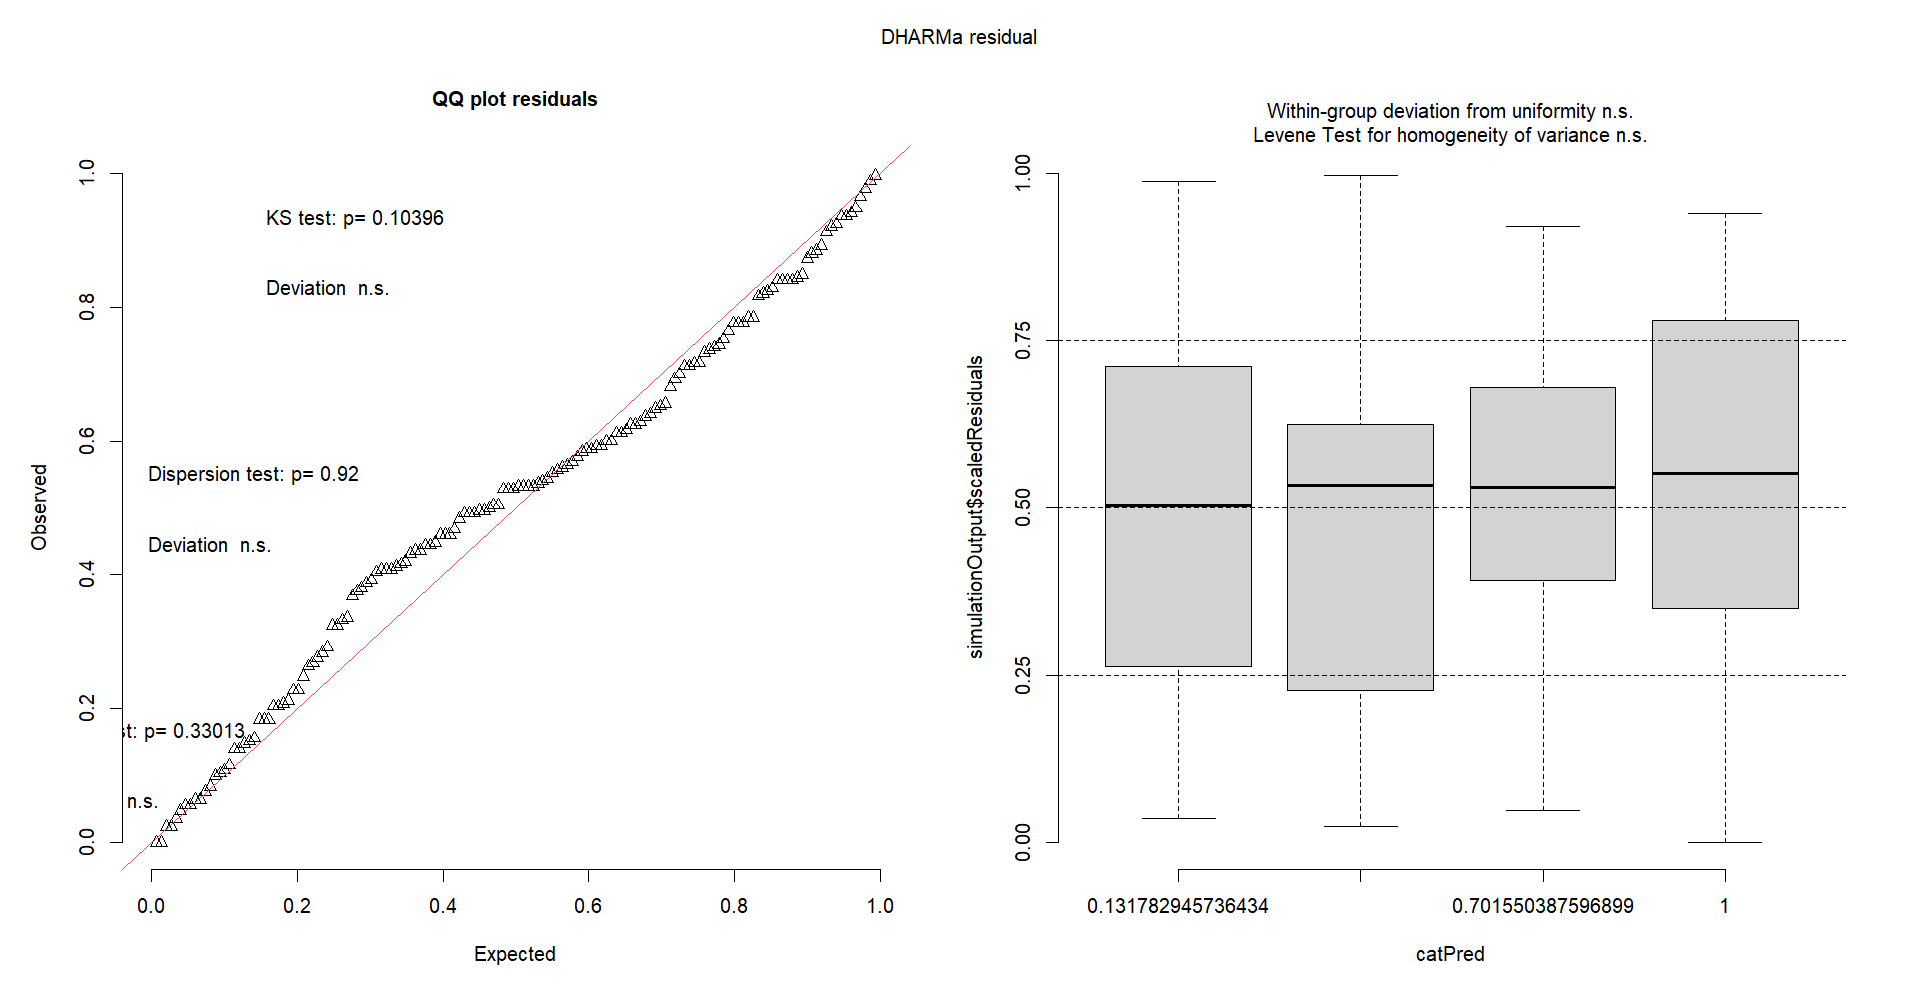 DHARMa residual
QQ plot residuals
KS test: p= 0.10396
Deviation n.s.
Dispersion test: p= 0.92
Deviation n.s.
p= 0.33013
n.s.
Observed
0.0
0.2
0.4
0.6
0.8
1.0
0.0 0.2 0.4 0.6 0.8 1.0
Expected
Within-group deviation from uniformity n.s.
Levene Test for homogeneity of variance n.s.
simulationOutput$scaledResiduals
0.00
0.25
0.50
0.75
1.00
0.131782945736434 0.701550387596899 1
catPred